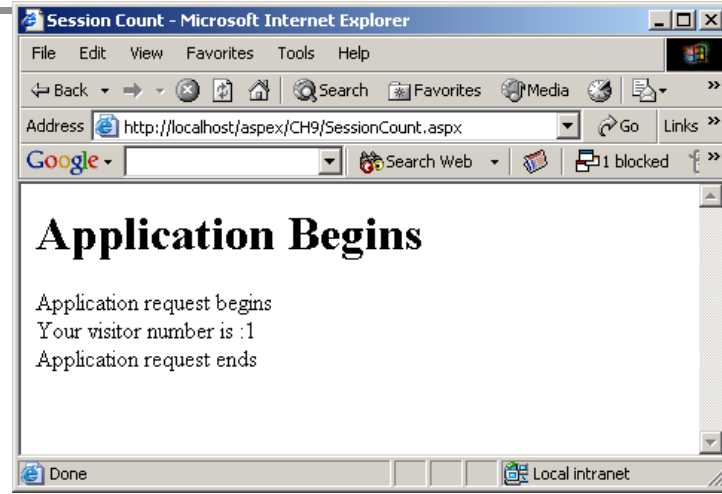 Session Count - Microsoft Internet Explorer
File Edit View Favorites Tools Help
Back Search Favorites Media »
Address http://localhost/aspex/CH9/SessionCount.aspx Go Links »
Google Search Web 1 blocked »
Application Begins
Application request begins
Your visitor number is :1
Application request ends
Done Local intranet